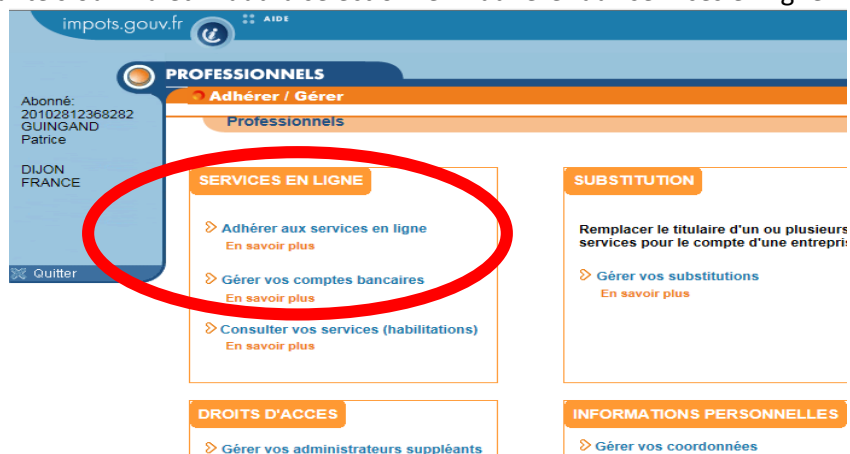 impots.gouv.fr
AIDE
PROFESSIONNELS
Adhérer / Gérer
Professionnels
Abonné:
20102812368282
GUINGAND
Patrice
DIJON
FRANCE
Quitter
SERVICES EN LIGNE
Adhérer aux services en ligne
En savoir plus
Gérer vos comptes bancaires
En savoir plus
Consulter vos services (habilitations)
En savoir plus
SUBSTITUTION
Remplacer le titulaire d'un ou plusieurs
services pour le compte d'une entrepris
Gérer vos substitutions
En savoir plus
DROITS D'ACCES
Gérer vos administrateurs suppléants
INFORMATIONS PERSONNELLES
Gérer vos coordonnées